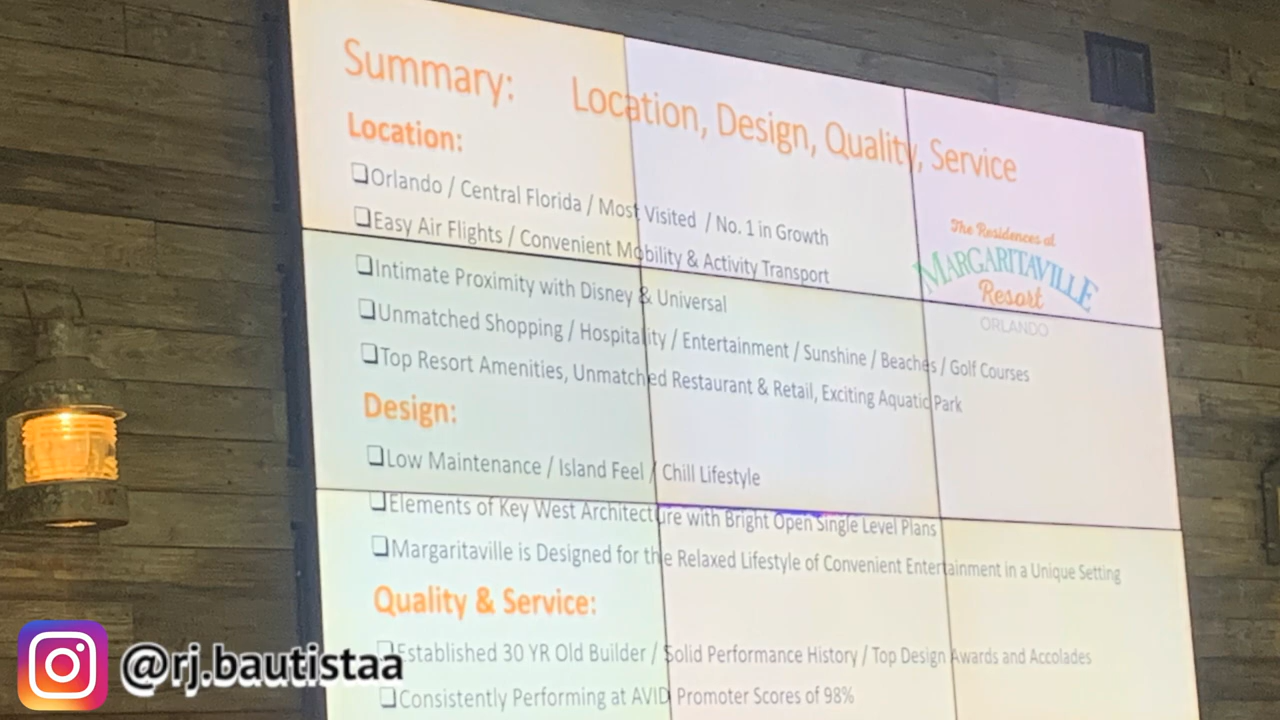 Summary: Location, Design, Quality, Service
Location:
❑Orlando / Central Florida / Most Visited / No. 1 in Growth
❑Easy Air Flights / Convenient Mobility & Activity Transport
❑Intimate Proximity with Disney & Universal
❑Unmatched Shopping / Hospitality / Entertainment / Sunshine / Beaches / Golf Courses
❑Top Resort Amenities, Unmatched Restaurant & Retail, Exciting Aquatic Park
The Residences at
MARGARITAVILLE
Resort
ORLANDO
Design:
❑Low Maintenance / Island Feel / Chill Lifestyle
❑Elements of Key West Architecture with Bright Open Single Level Plans
❑Margaritaville is Designed for the Relaxed Lifestyle of Convenient Entertainment in a Unique Setting
Quality & Service:
❑Established 30 YR Old Builder / Solid Performance History / Top Design Awards and Accolades
❑Consistently Performing at AVID Promoter Scores of 98%
@rj.bautistaa